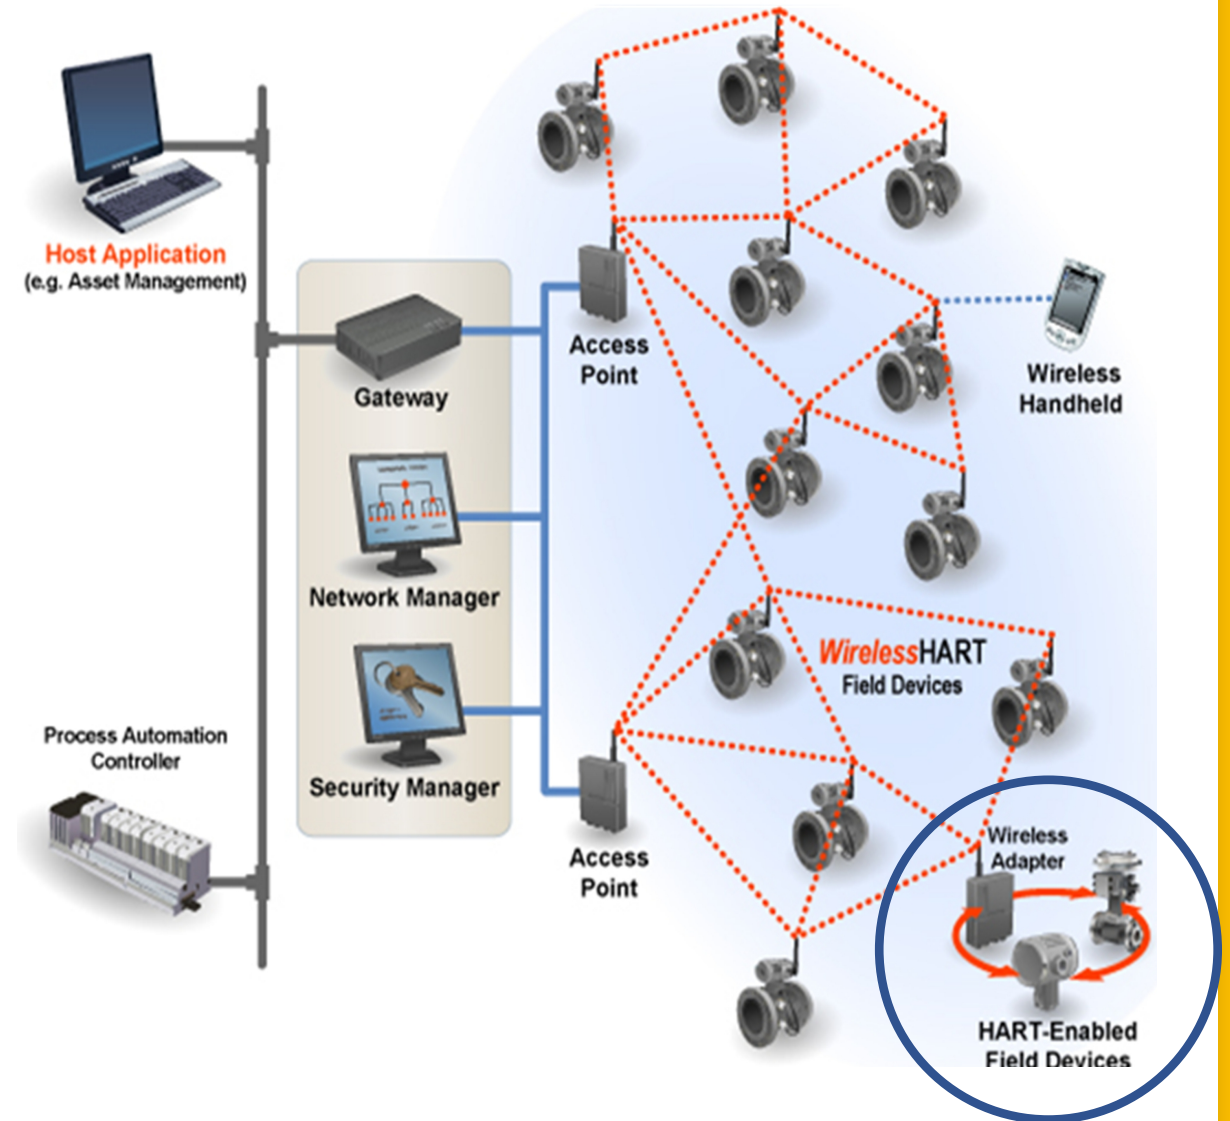 Host Application
(e.g. Asset Management)
Gateway
Network Manager
Security Manager
Process Automation
Controller
Access
Point
Access
Point
Wireless
Handheld
WirelessHART
Field Devices
Wireless
Adapter
HART-Enabled
Field Devices